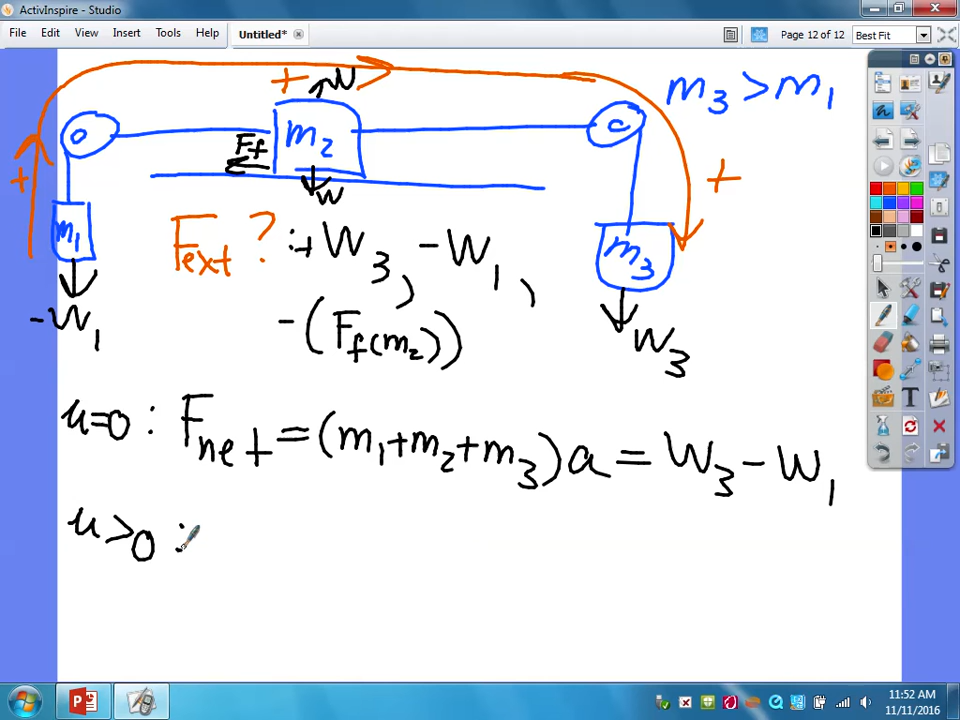 ActivInspire - Studio
File Edit View Insert Tools Help Untitled* Page 12 of 12 Best Fit
+ N m3 > m1
m2 Ff
+ W +
m1 Fext ? : +W3, -W1, m3
-W1 -(Ff(m2)) W3
u=0 : Fnet = (m1+m2+m3)a = W3 - W1
u>0 :
T
P
11:52 AM
11/11/2016